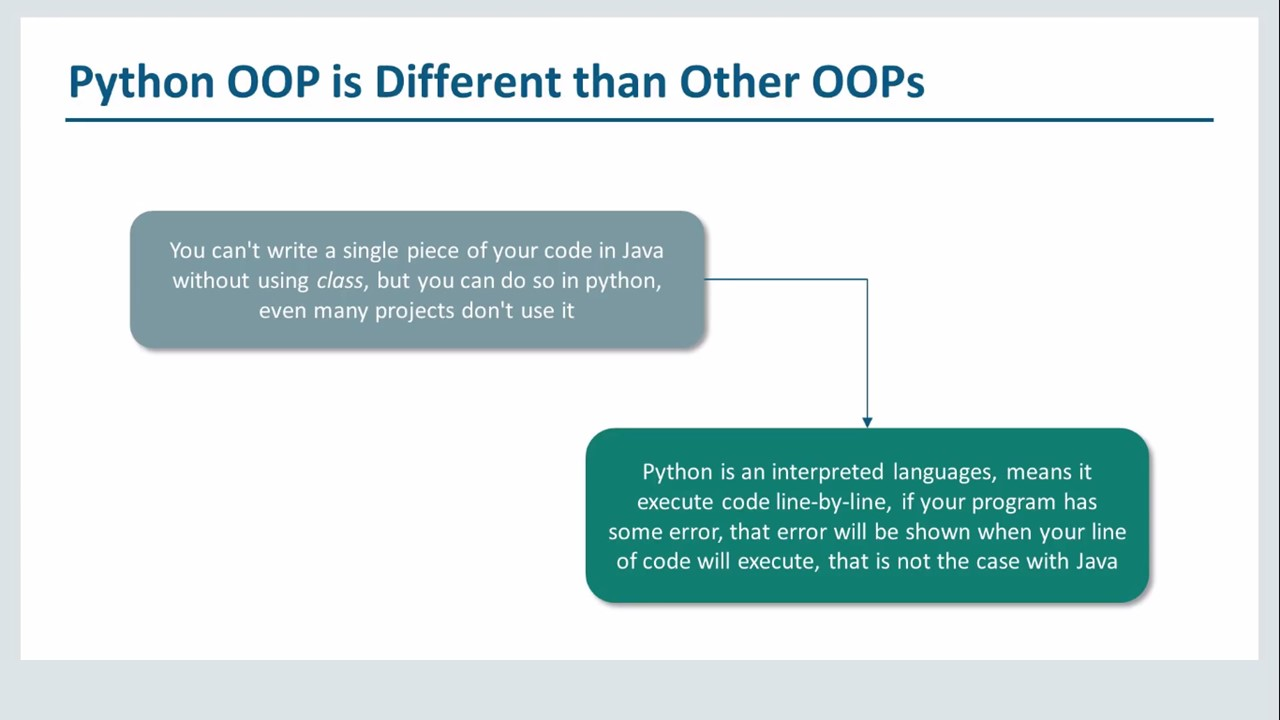 Python OOP is Different than Other OOPs
You can't write a single piece of your code in Java
without using class, but you can do so in python,
even many projects don't use it
Python is an interpreted languages, means it
execute code line-by-line, if your program has
some error, that error will be shown when your line
of code will execute, that is not the case with Java